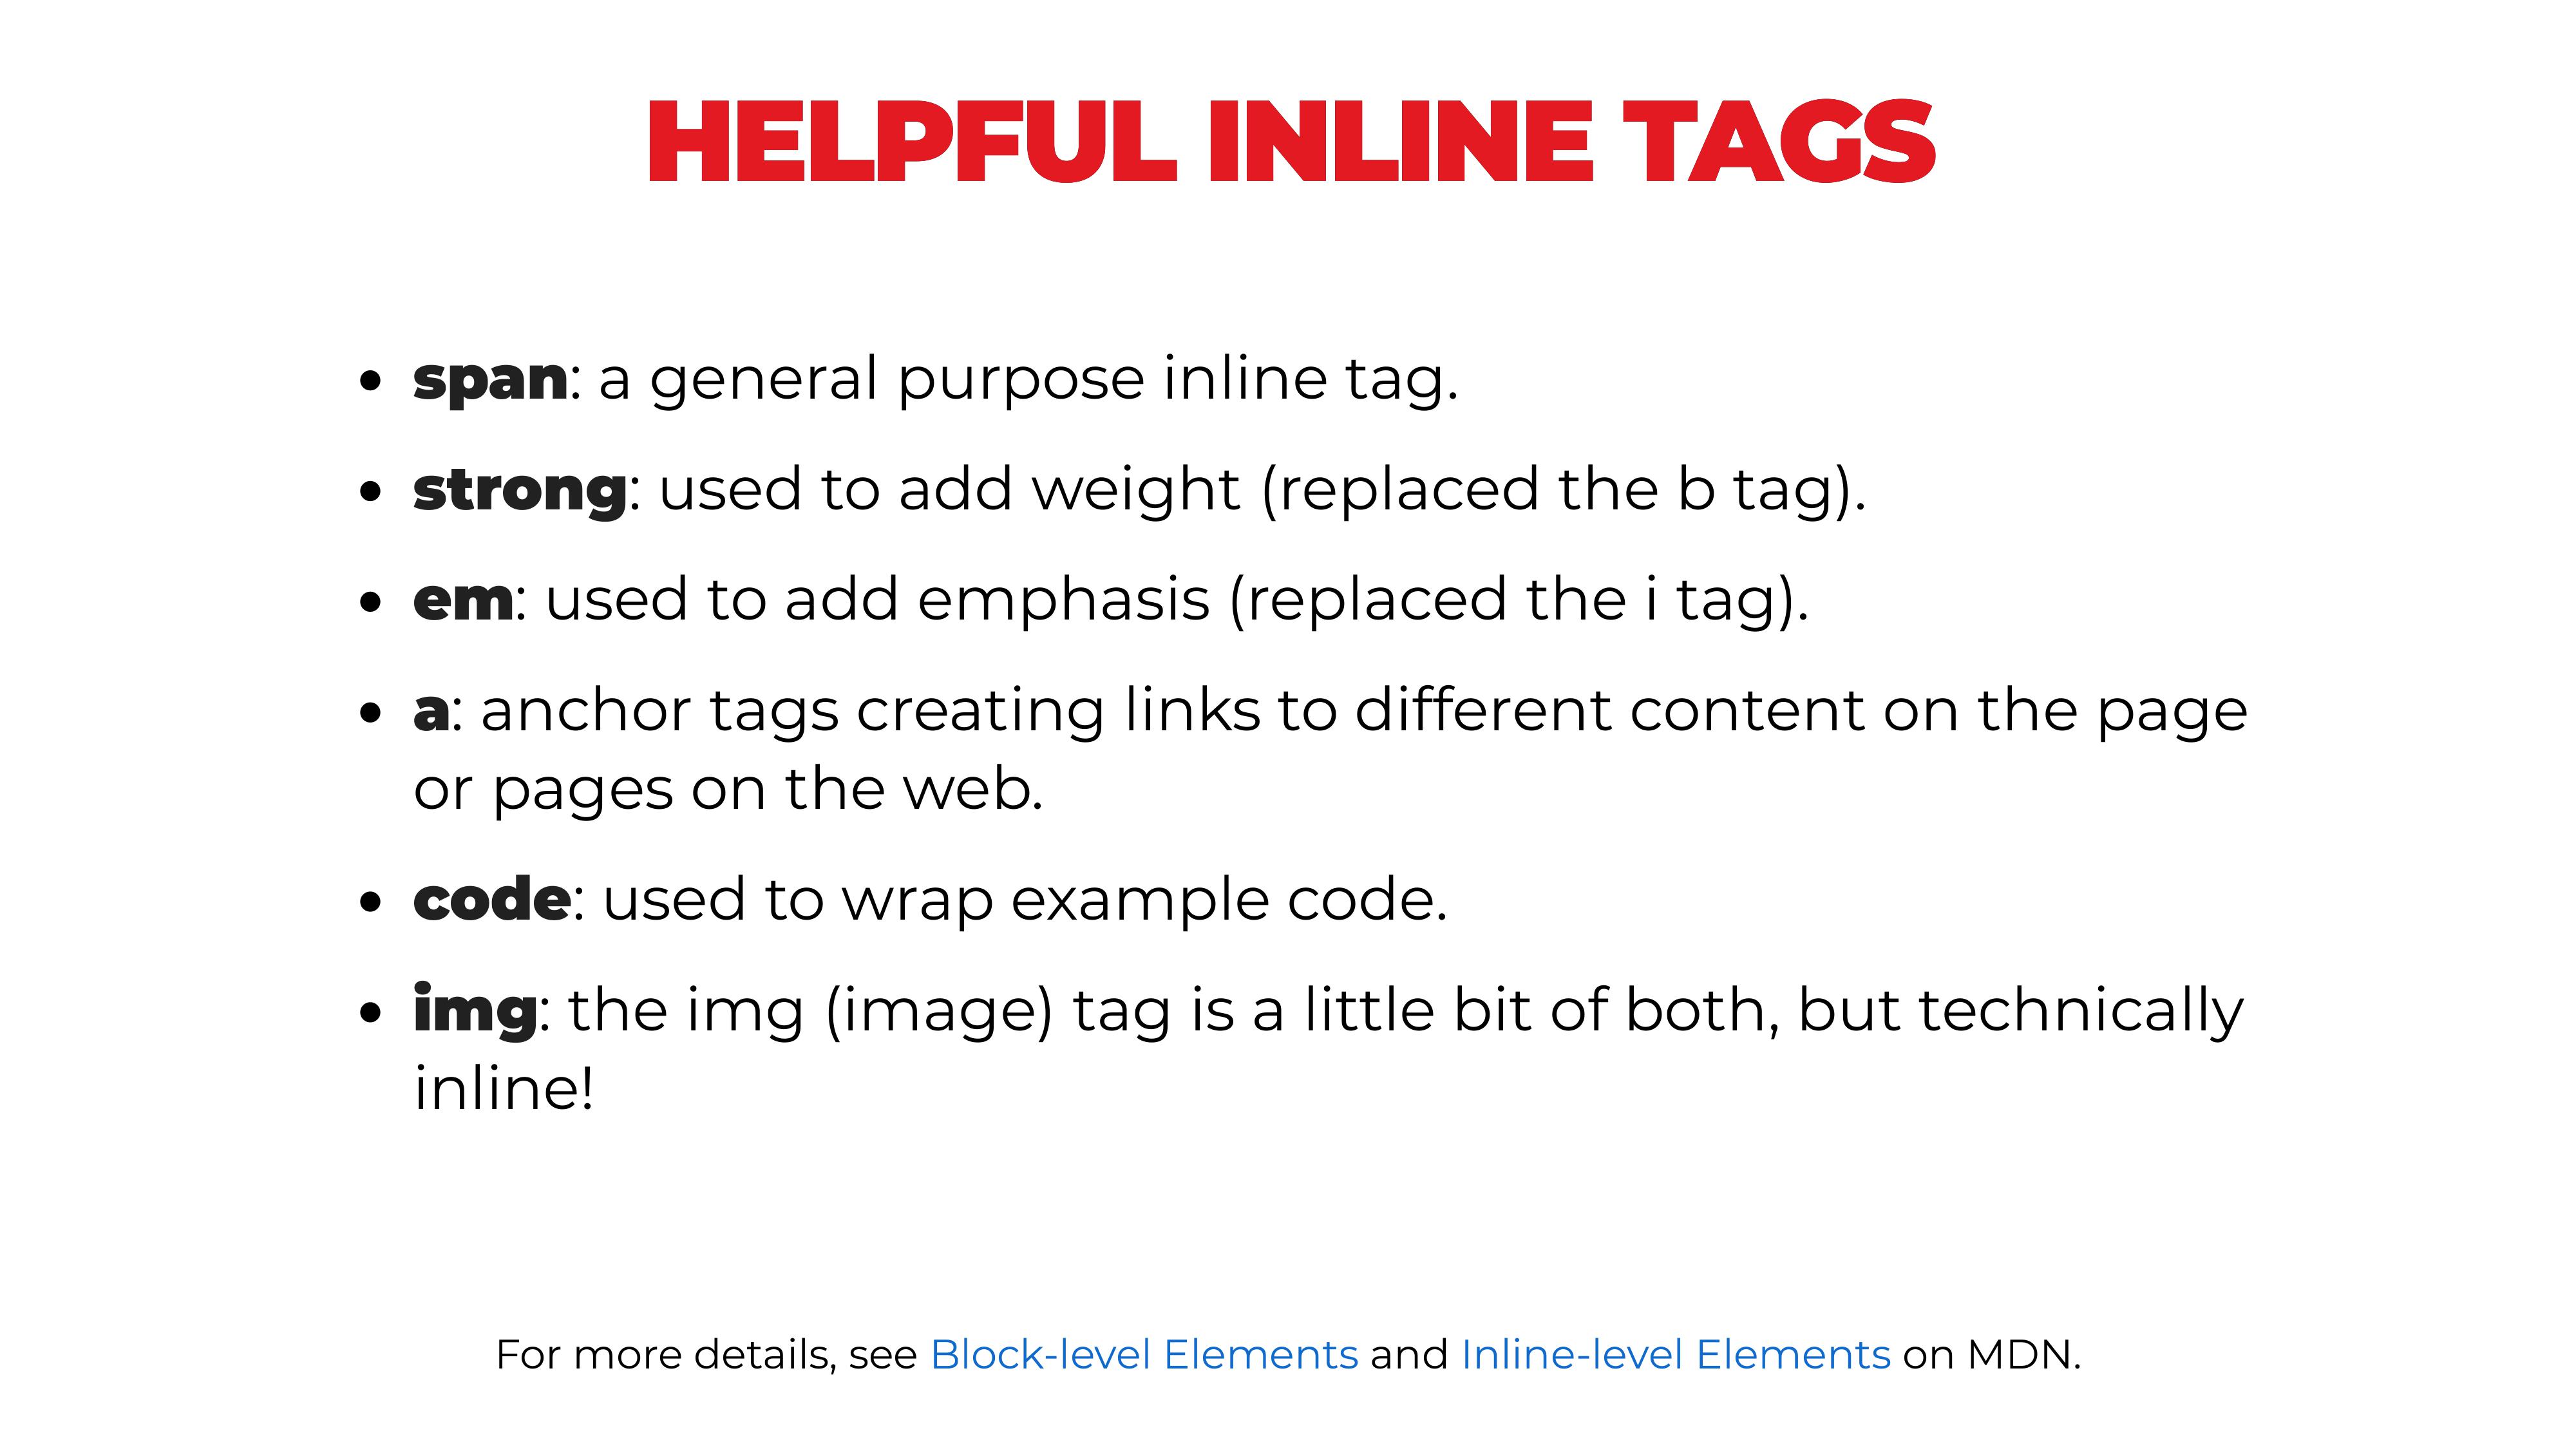 HELPFUL INLINE TAGS
• span: a general purpose inline tag.
• strong: used to add weight (replaced the b tag).
• em: used to add emphasis (replaced the i tag).
• a: anchor tags creating links to different content on the page
or pages on the web.
• code: used to wrap example code.
• img: the img (image) tag is a little bit of both, but technically
inline!
For more details, see Block-level Elements and Inline-level Elements on MDN.